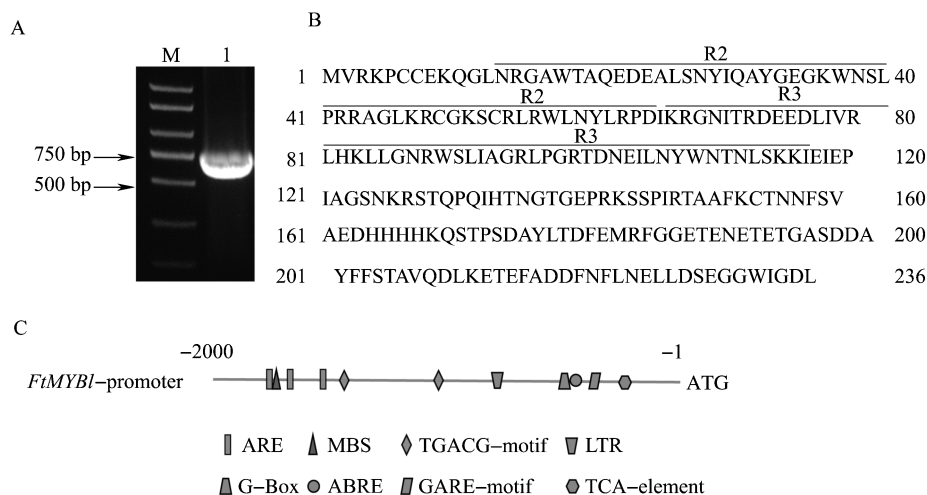 A
B
M 1
750 bp
500 bp
R2
1 MVRKPCCEKQGLNRGAWTAQEDEALSNYIQAYGEGKWNSL 40
R2 R3
41 PRRAGLKRCGKSCRLRWLNYLRPDIKRGNITRDEEDLIVR 80
R3
81 LHKLLGNRWSLIAGRLPGRTDNEILNYWNTNLSKKIEIEP 120
121 IAGSNKRSTQPQIHTNGTGEPRKSSPIRTAAFKCTNNFSV 160
161 AEDHHHHKQSTPSDAYLTDFEMRFGGETENETETGASDDA 200
201 YFFSTAVQDLKETEFADDFNFLNELLDSEGGWIGDL 236
C
−2000 −1
FtMYBl−promoter ATG
ARE MBS TGACG−motif LTR
G−Box ABRE GARE−motif TCA−element